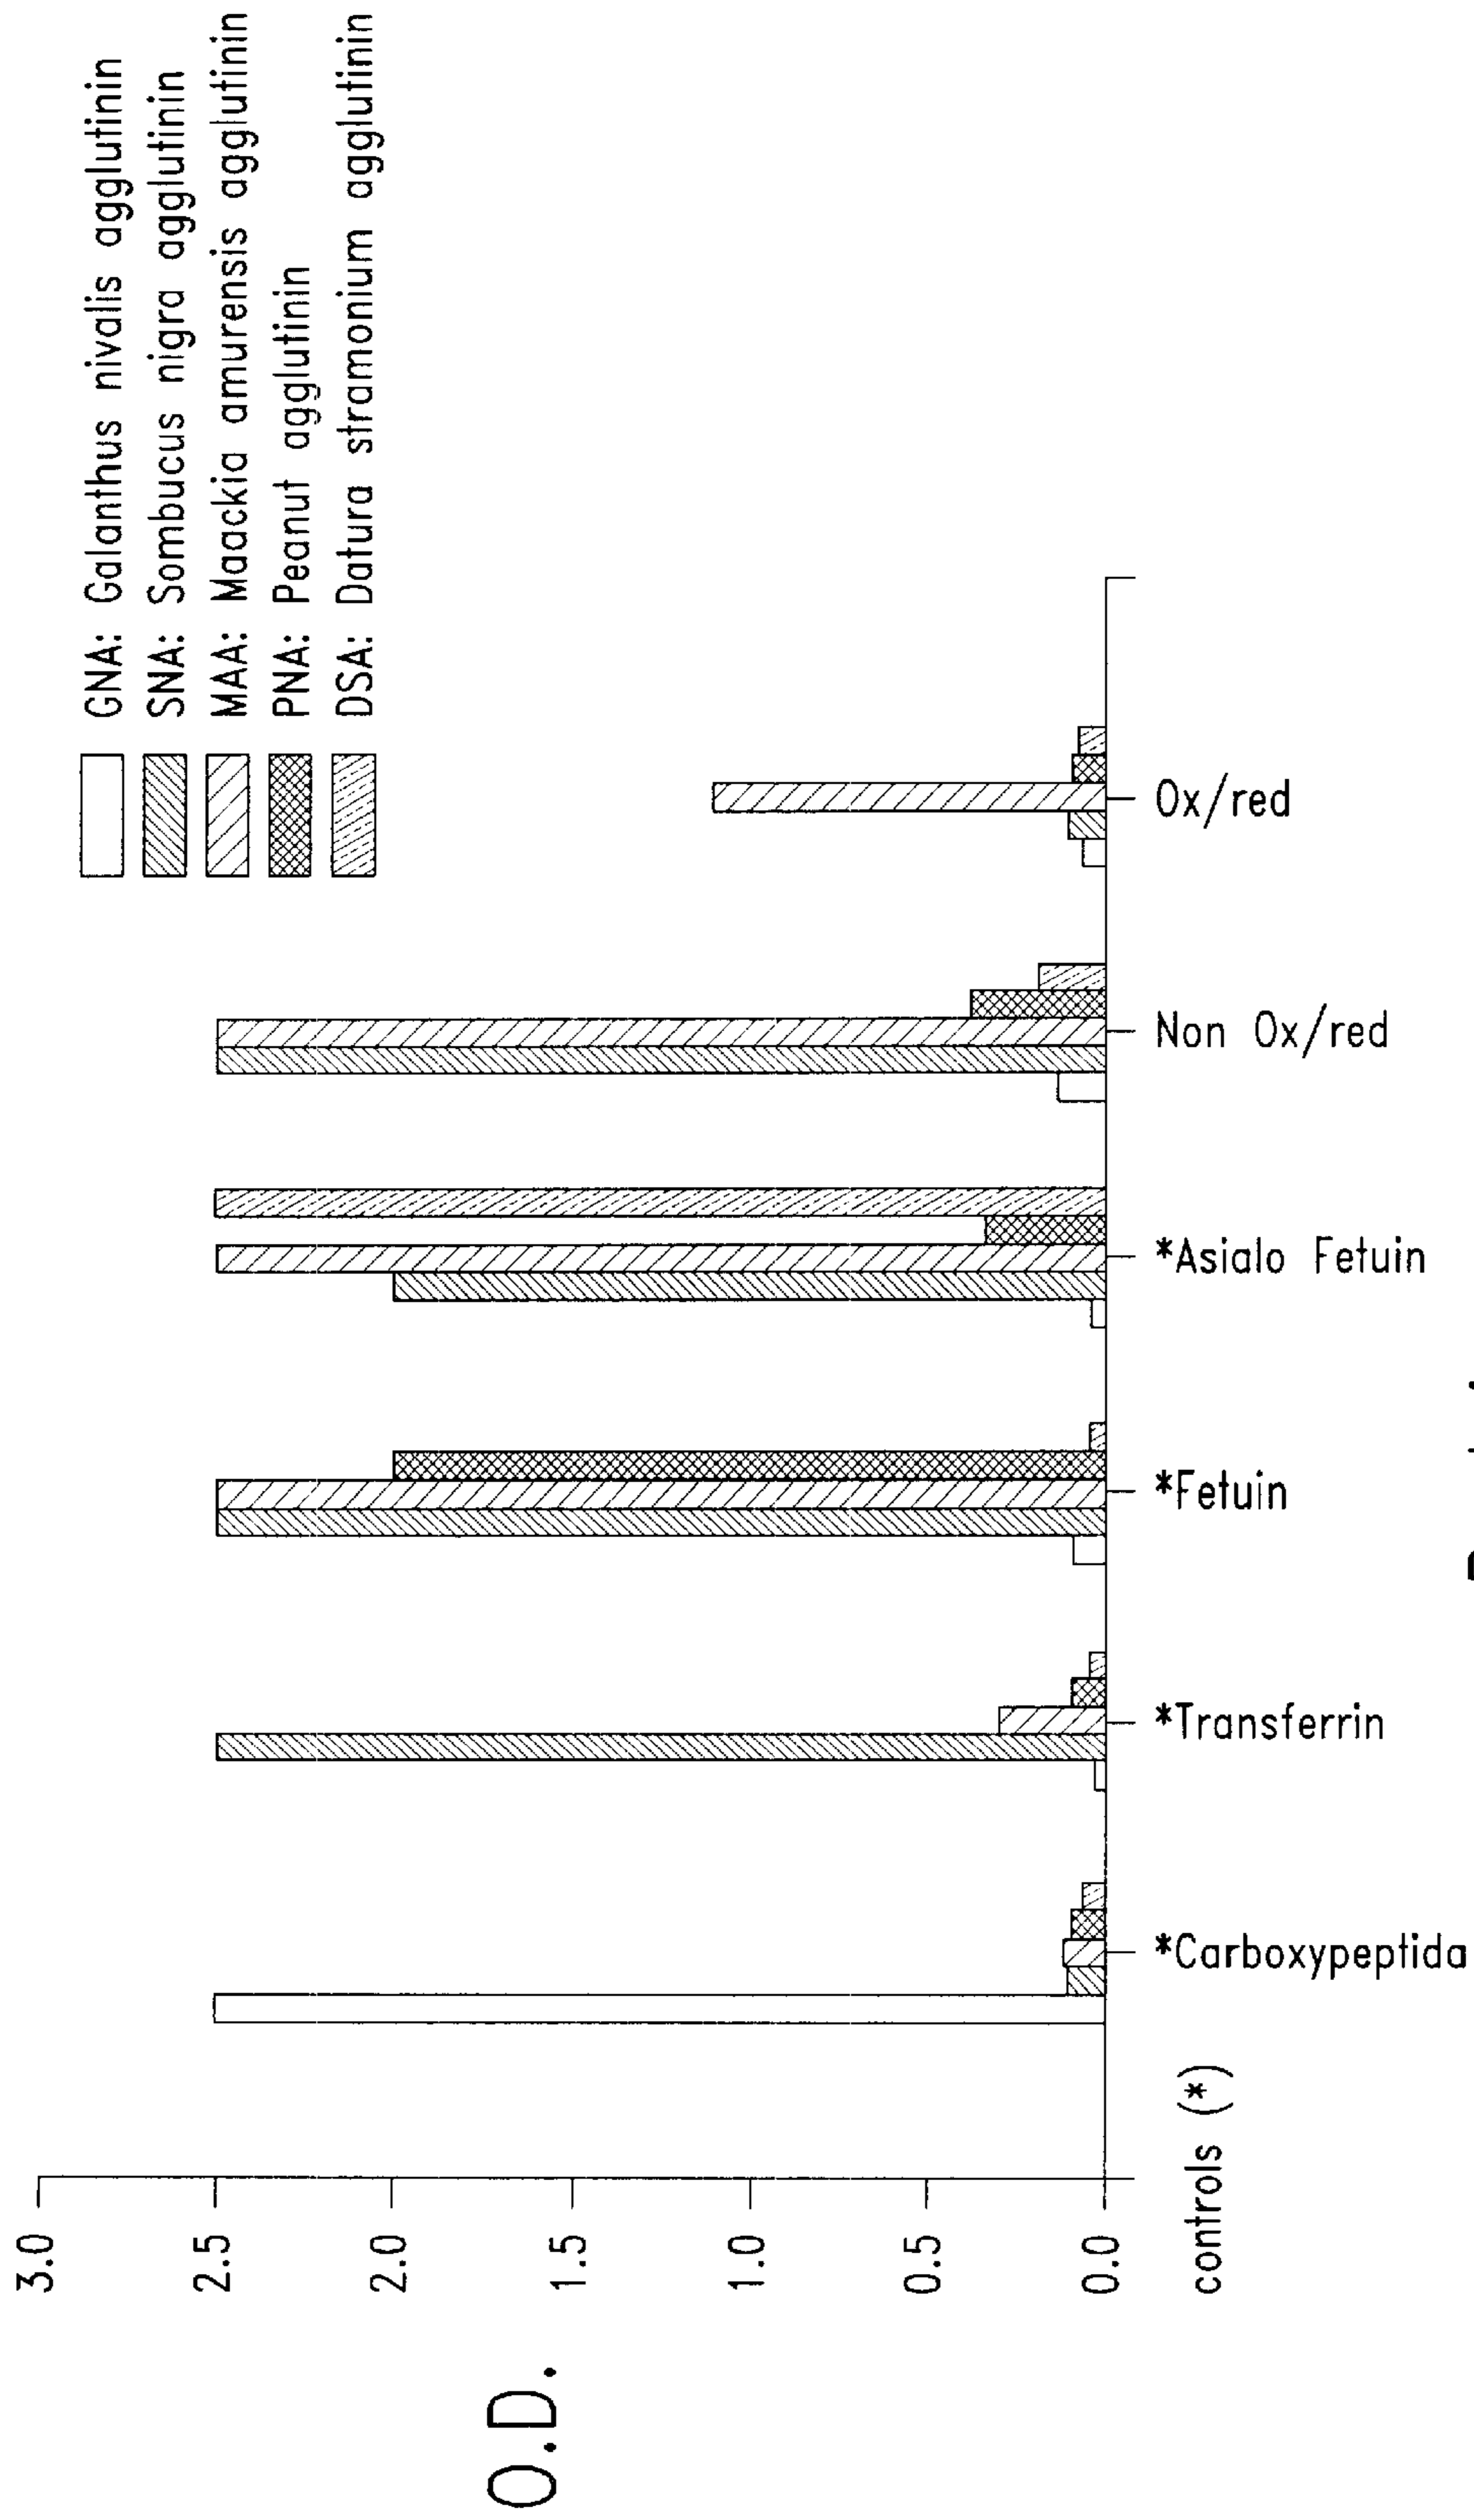 GNA: Galanthus nivalis agglutinin
SNA: Sombucus nigra agglutinin
MAA: Maackia amurensis agglutinin
PNA: Peanut agglutinin
DSA: Datura stramonium agglutinin
O.D.
3.0
2.5
2.0
1.5
1.0
0.5
0.0
controls (*)
*Carboxypeptida
*Transferrin
*Fetuin
*Asialo Fetuin
Non Ox/red
Ox/red